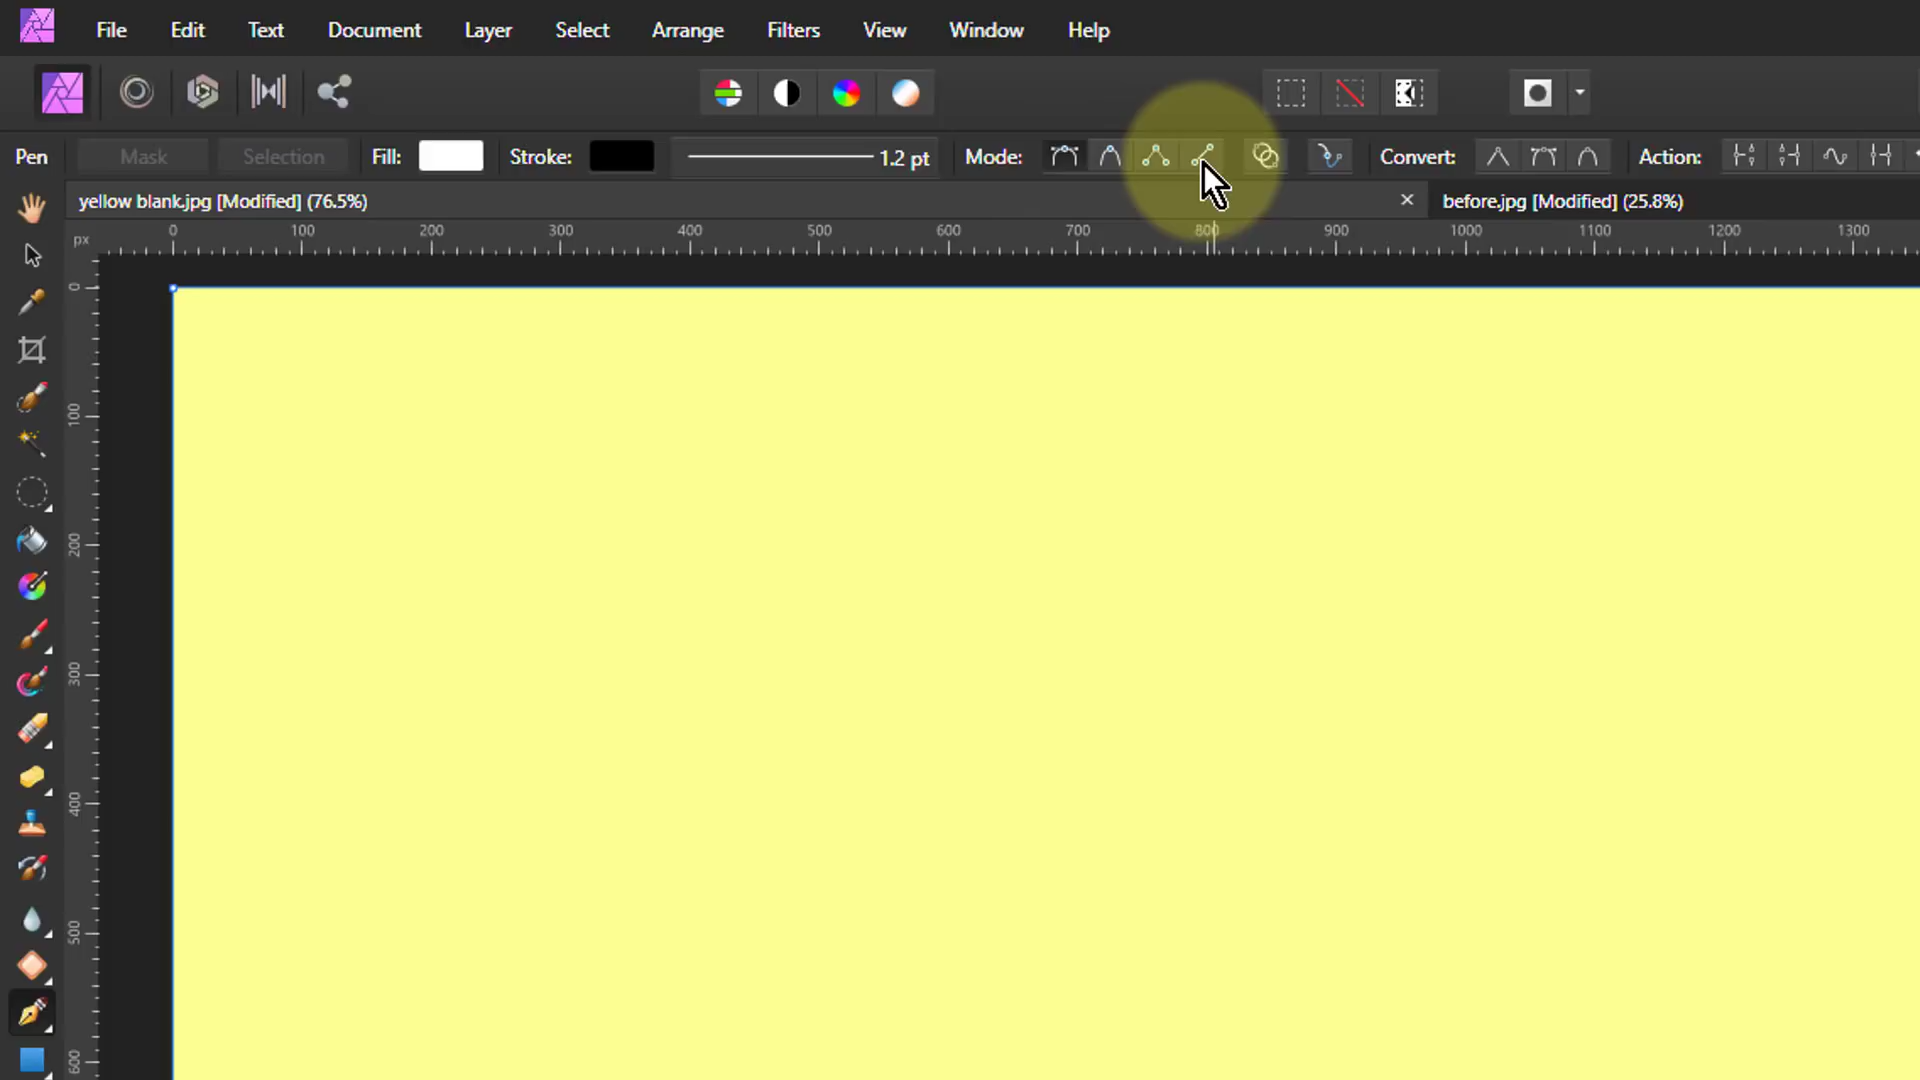 File Edit Text Document Layer Select Arrange Filters View Window Help
Pen Mask Selection Fill: Stroke: 1.2 pt Mode: Convert: Action:
yellow blank.jpg [Modified] (76.5%) × before.jpg [Modified] (25.8%)
px 0 100 200 300 400 500 600 700 800 900 1000 1100 1200 1300
0
100
200
300
400
500
600